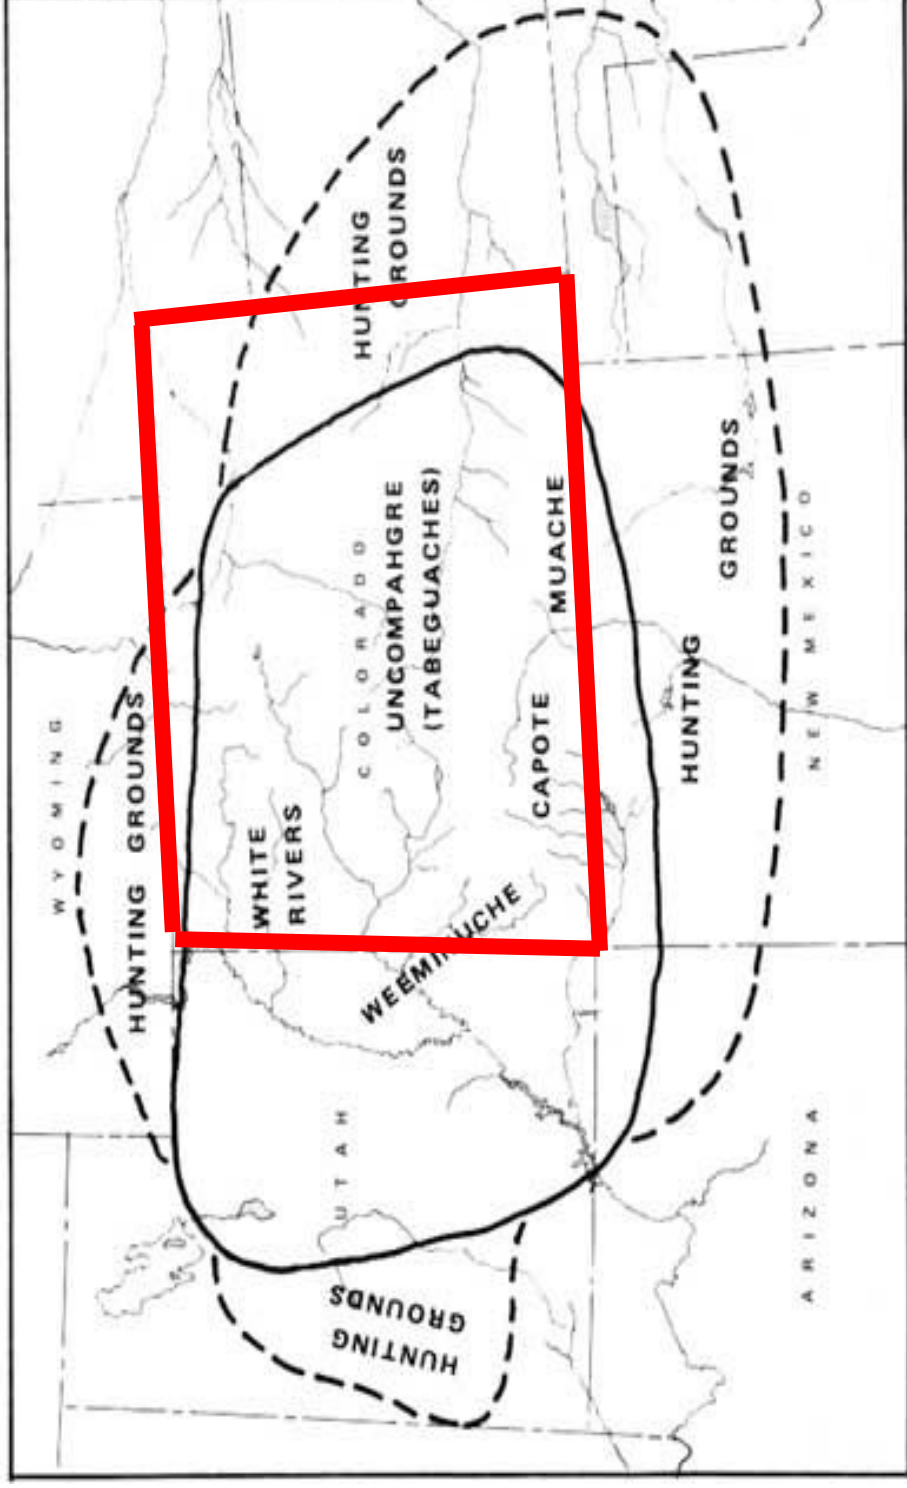 WYOMING
HUNTING GROUNDS
WHITE
RIVERS
COLORADO
UNCOMPAHGRE
(TABEGUACHES)
HUNTING
GROUNDS
WEEMINUCHE
CAPOTE
MUACHE
UTAH
HUNTING
GROUNDS
HUNTING
GROUNDS
NEW MEXICO
ARIZONA